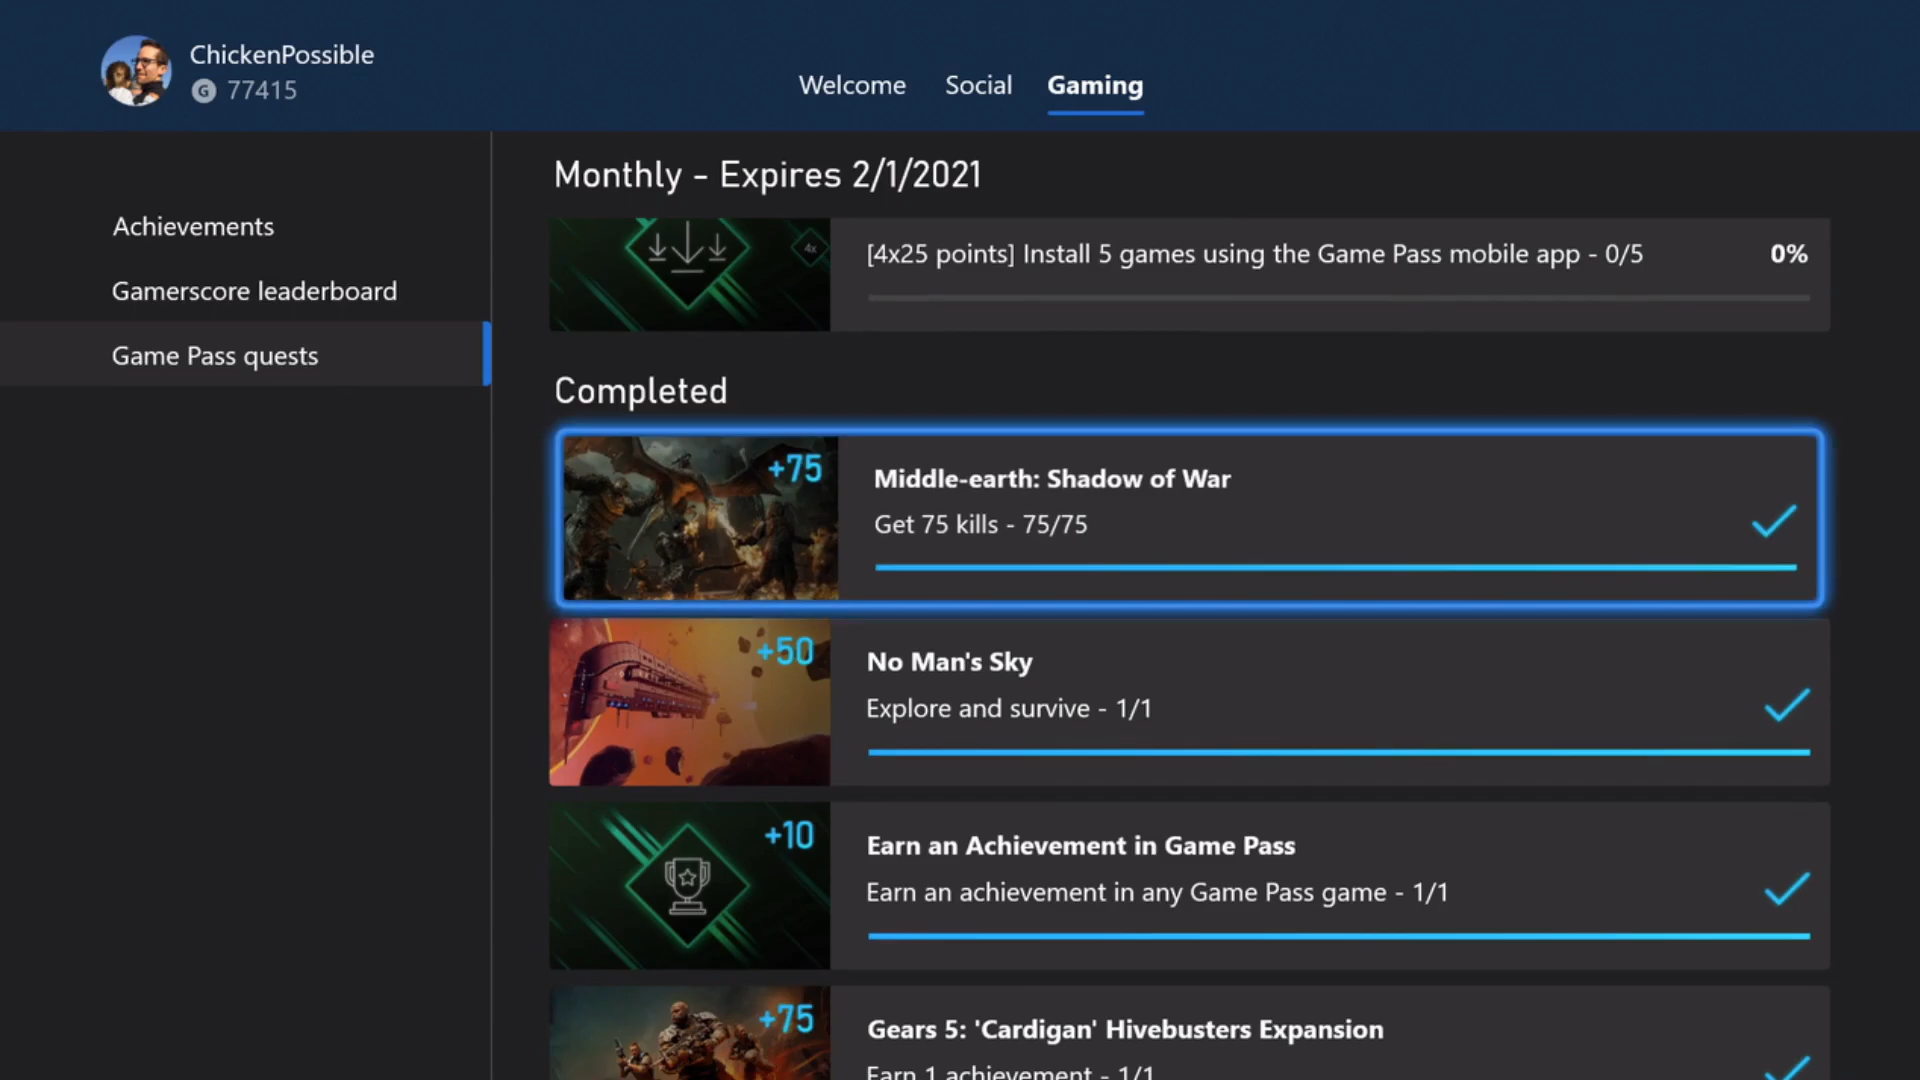 ChickenPossible
G 77415
Welcome Social Gaming
Achievements
Gamerscore leaderboard
Game Pass quests
Monthly - Expires 2/1/2021
4x
[4x25 points] Install 5 games using the Game Pass mobile app - 0/5
0%
Completed
+75
Middle-earth: Shadow of War
Get 75 kills - 75/75
+50
No Man's Sky
Explore and survive - 1/1
+10
Earn an Achievement in Game Pass
Earn an achievement in any Game Pass game - 1/1
+75
Gears 5: 'Cardigan' Hivebusters Expansion
Earn 1 achievement - 1/1